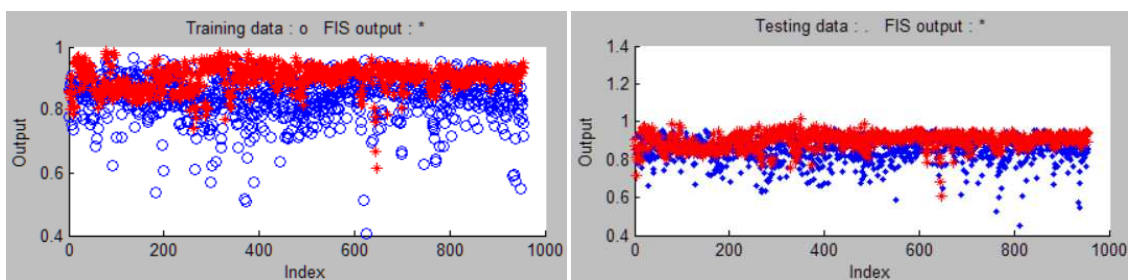 Training data : o   FIS output : *
1
0.8
0.6
0.4
Output
0 200 400 600 800 1000
Index
Testing data : .   FIS output : *
1.4
1.2
1
0.8
0.6
0.4
Output
0 200 400 600 800 1000
Index